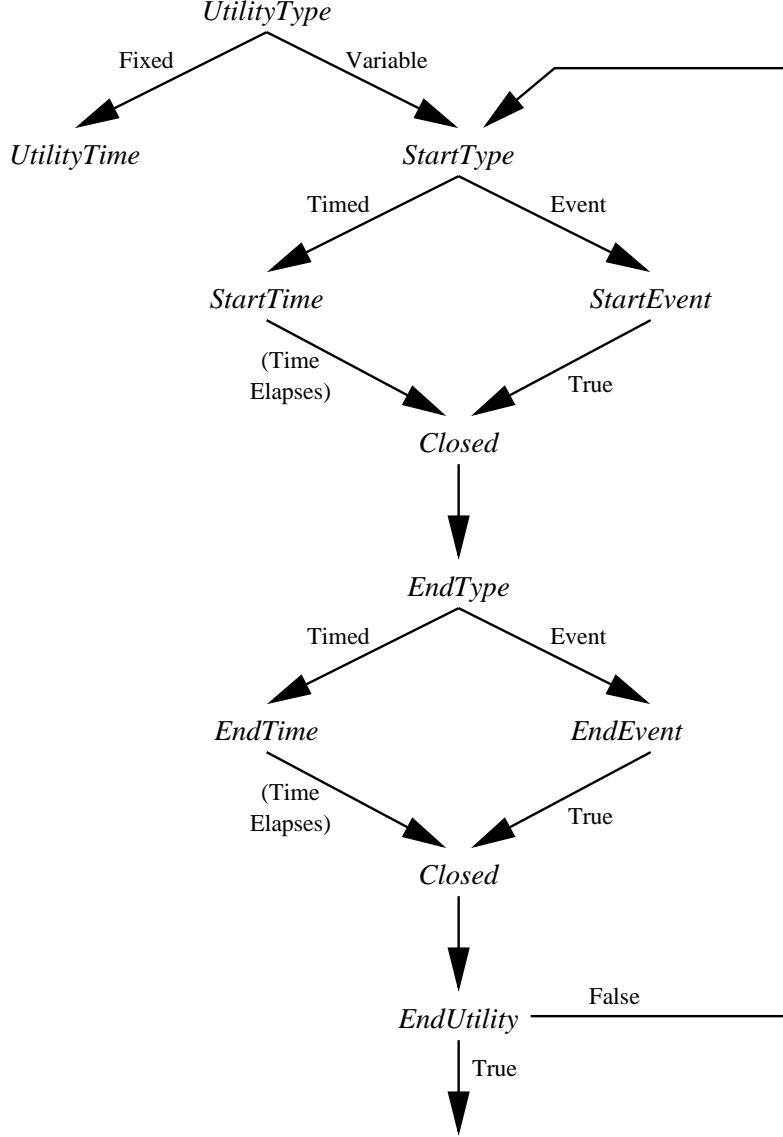 UtilityType
Fixed
Variable
UtilityTime
StartType
Timed
Event
StartTime
StartEvent
(Time
Elapses)
True
Closed
EndType
Timed
Event
EndTime
EndEvent
(Time
Elapses)
True
Closed
EndUtility
False
True